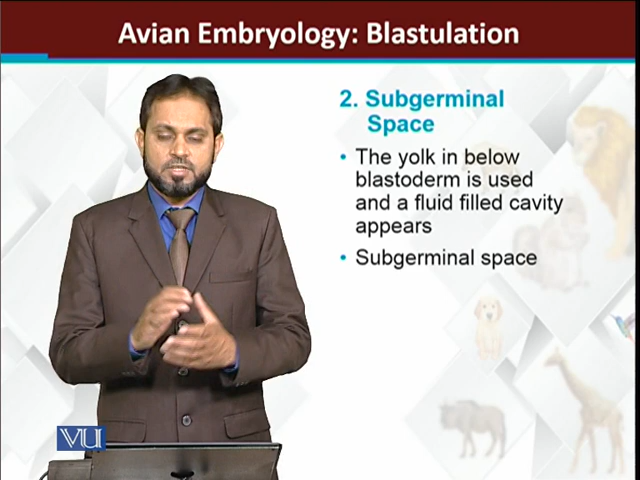 Avian Embryology: Blastulation
2. Subgerminal
Space
• The yolk in below
blastoderm is used
and a fluid filled cavity
appears
• Subgerminal space
VU